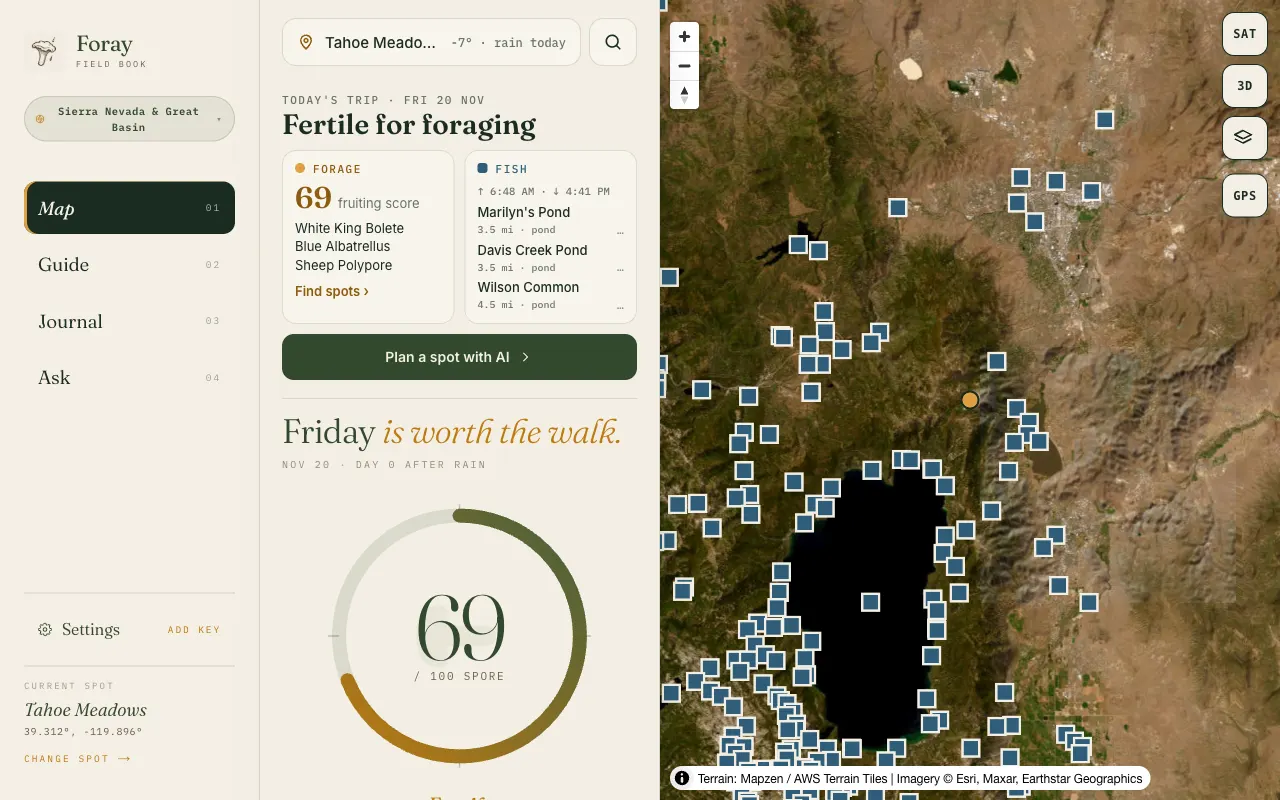 Foray
FIELD BOOK
Sierra Nevada & Great
Basin
Map 01
Guide 02
Journal 03
Ask 04
Settings ADD KEY
CURRENT SPOT
Tahoe Meadows
39.312°, -119.896°
CHANGE SPOT →
Tahoe Meado... -7° · rain today
TODAY'S TRIP · FRI 20 NOV
Fertile for foraging
FORAGE
69 fruiting score
White King Bolete
Blue Albatrellus
Sheep Polypore
Find spots ›
FISH
↑ 6:48 AM · ↓ 4:41 PM
Marilyn's Pond
3.5 mi · pond …
Davis Creek Pond
3.5 mi · pond …
Wilson Common
4.5 mi · pond …
Plan a spot with AI ›
Friday is worth the walk.
NOV 20 · DAY 0 AFTER RAIN
69
/ 100 SPORE
SAT
3D
GPS
Terrain: Mapzen / AWS Terrain Tiles | Imagery © Esri, Maxar, Earthstar Geographics